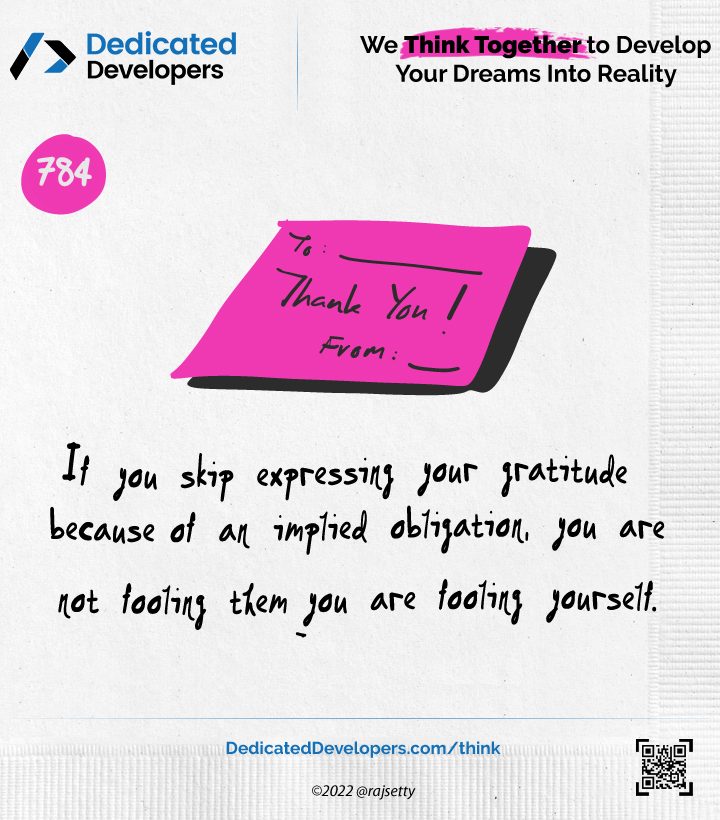 Dedicated
Developers
We Think Together to Develop
Your Dreams Into Reality
784
To: ________
Thank You!
From: ___
If you skip expressing your gratitude
because of an implied obligation, you are
not fooling them you are fooling yourself.
DedicatedDevelopers.com/think
©2022 @rajsetty